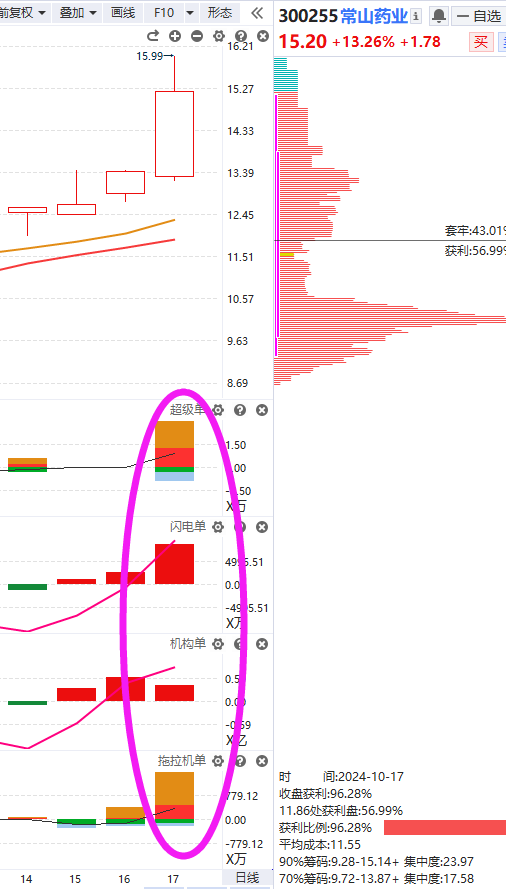 前复权 叠加 画线 F10 形态
300255常山药业 自选
15.20 +13.26% +1.78 买
15.99→
16.21
15.27
14.33
13.39
12.45
11.51
10.57
9.63
8.69
套牢:43.01%
获利:56.99%
超级单
1.50
0.00
-1.50
X万
闪电单
4995.51
0.00
-4995.51
X万
机构单
0.59
0.00
-0.59
X亿
拖拉机单
779.12
0.00
-779.12
X万
14 15 16 17 日线
时 间:2024-10-17
收盘获利:96.28%
11.86处获利盘:56.99%
获利比例:96.28%
平均成本:11.55
90%筹码:9.28-15.14+ 集中度:23.97
70%筹码:9.72-13.87+ 集中度:17.58